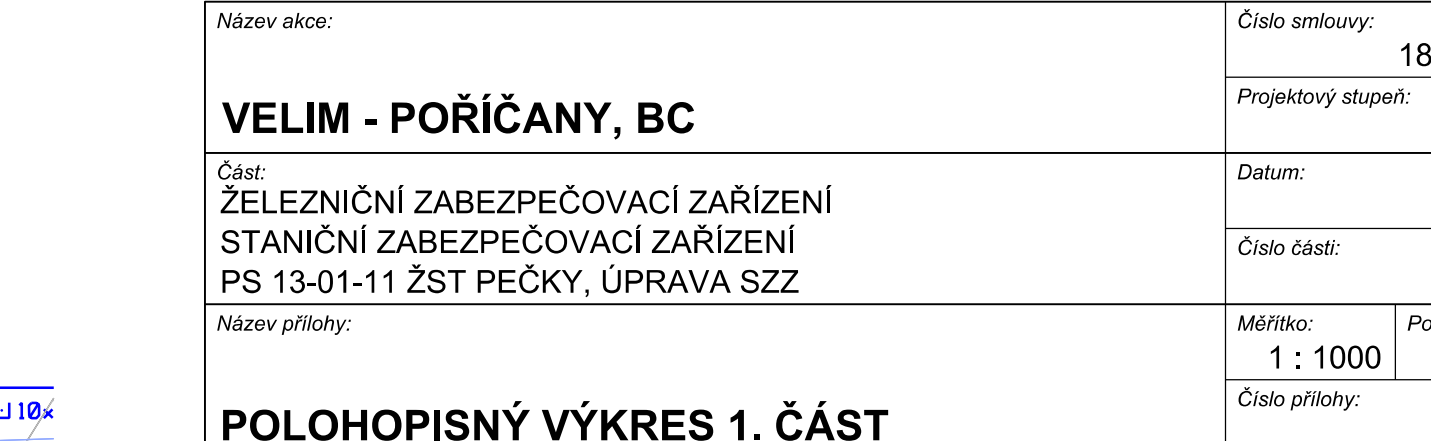 Název akce:
VELIM - POŘÍČANY, BC
Číslo smlouvy:
18
Projektový stupeň:
Část:
ŽELEZNIČNÍ ZABEZPEČOVACÍ ZAŘÍZENÍ
STANIČNÍ ZABEZPEČOVACÍ ZAŘÍZENÍ
PS 13-01-11 ŽST PEČKY, ÚPRAVA SZZ
Datum:
Číslo části:
Název přílohy:
POLOHOPISNÝ VÝKRES 1. ČÁST
Měřítko:
1 : 1000
Číslo přílohy:
10x